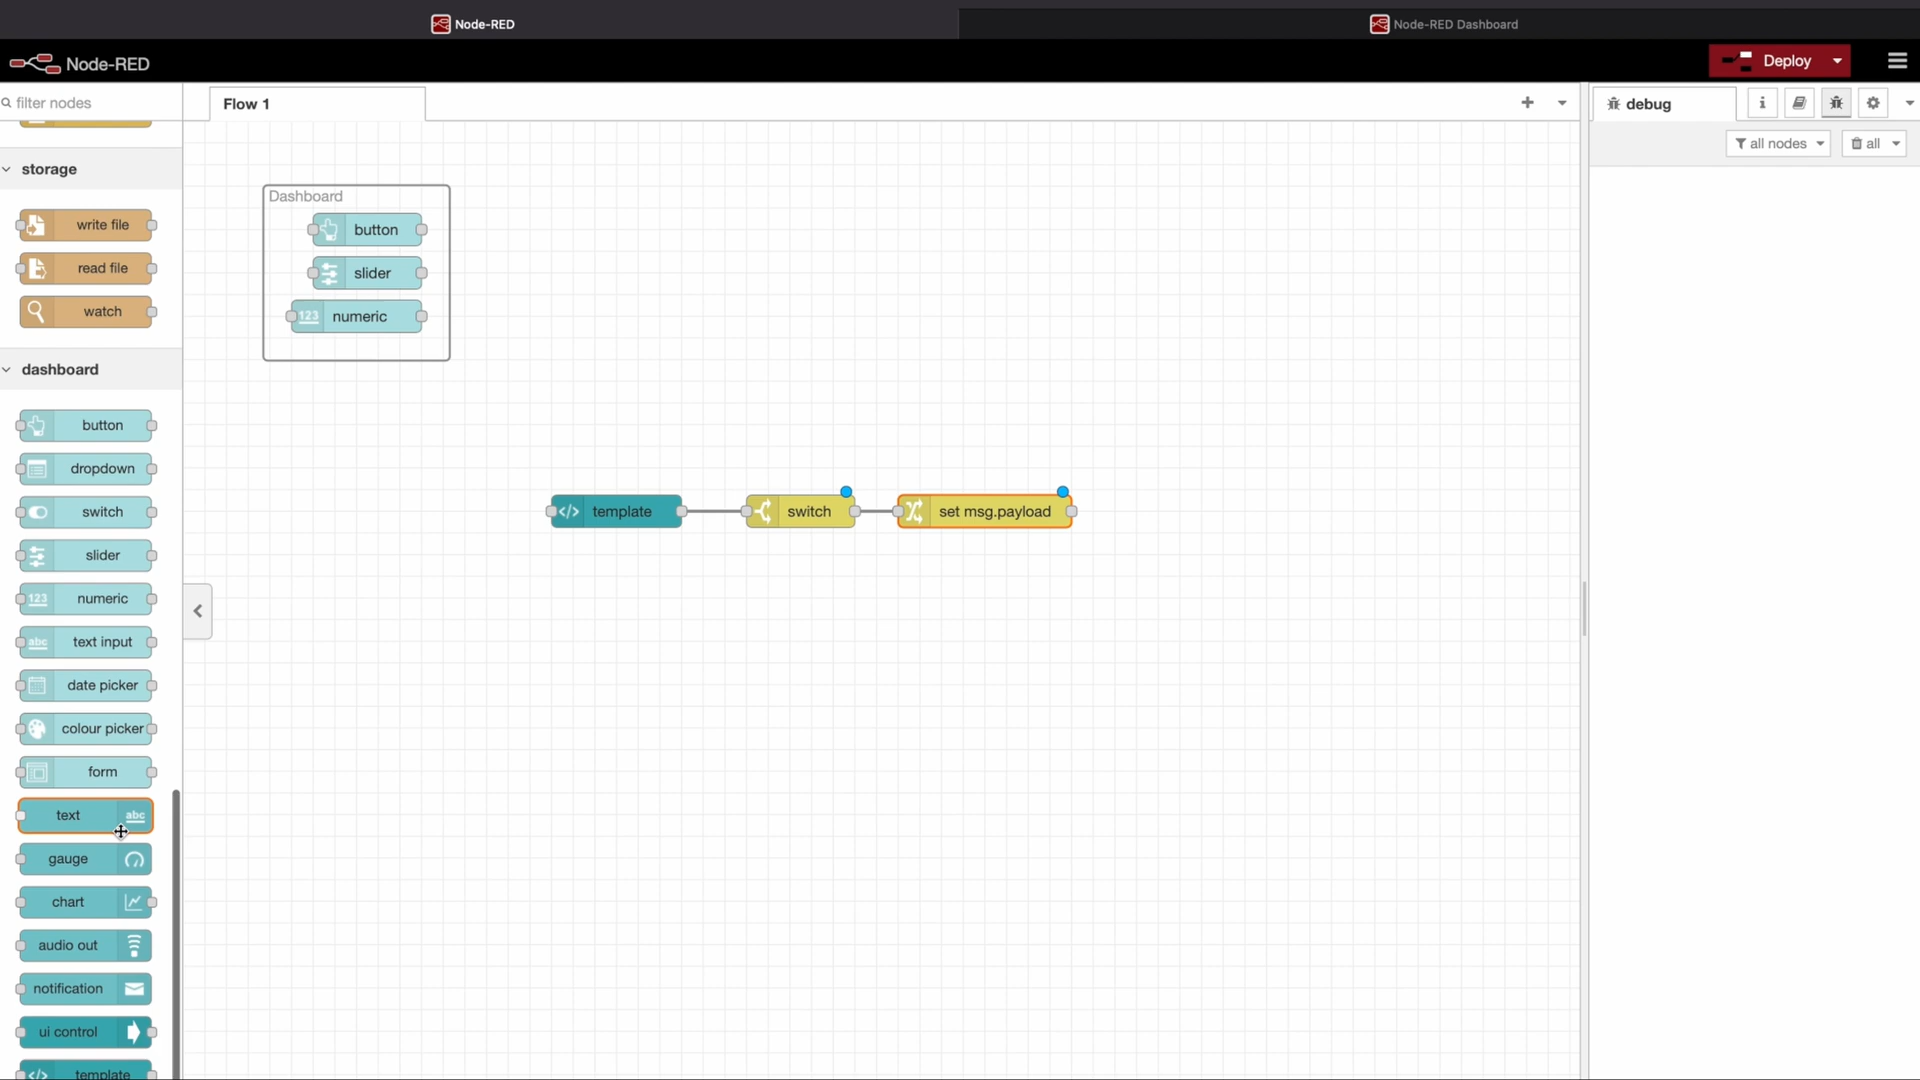 Node-RED
Node-RED Dashboard
Node-RED
Deploy
filter nodes
Flow 1
debug
i
all nodes
all
storage
write file
read file
watch
dashboard
button
dropdown
switch
slider
123 numeric
abc text input
date picker
colour picker
form
text abc
gauge
chart
audio out
notification
ui control
</> template
Dashboard
button
slider
123 numeric
</> template
switch
set msg.payload